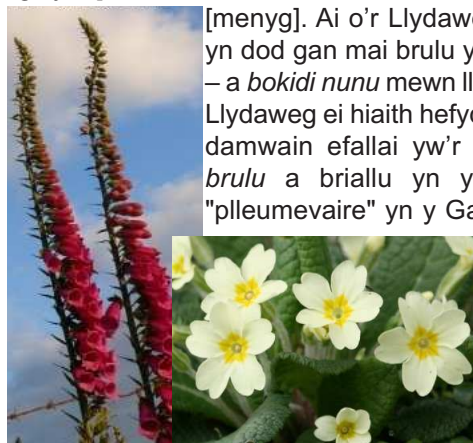 [menyg]. Ai o'r Llydawe
yn dod gan mai brulu y
– a bokidi nunu mewn ll
Llydaweg ei hiaith hefyd
damwain efallai yw'r
brulu a briallu yn y
"plleumevaire" yn y Ga